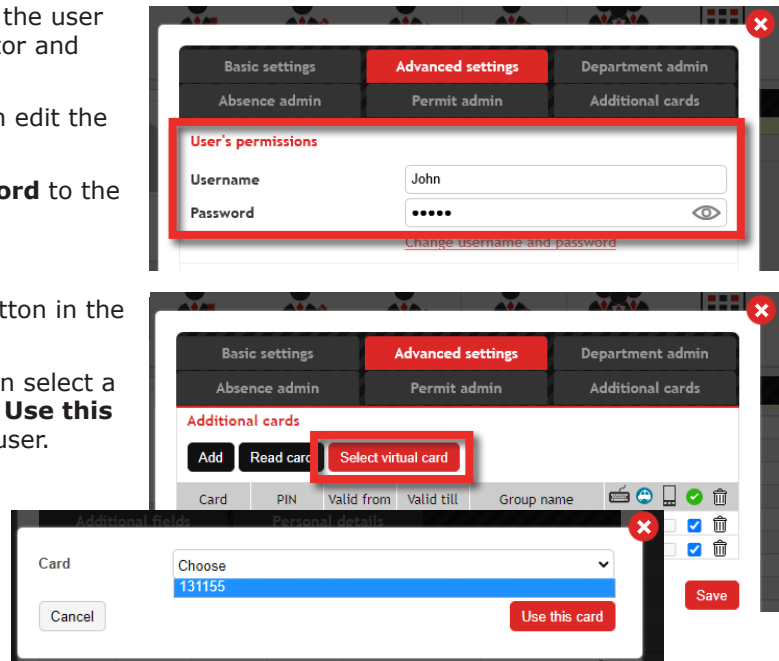 the user
tor and
n edit the
ord to the
Basic settings
Advanced settings
Department admin
Absence admin
Permit admin
Additional cards
User's permissions
Username
John
Password
•••••
Change username and password
tton in the
n select a
Use this
user.
Basic settings
Advanced settings
Department admin
Absence admin
Permit admin
Additional cards
Additional cards
Add
Read card
Select virtual card
Card PIN Valid from Valid till Group name
Additional fields
Personal details
Card
Choose
131155
Cancel
Use this card
Save